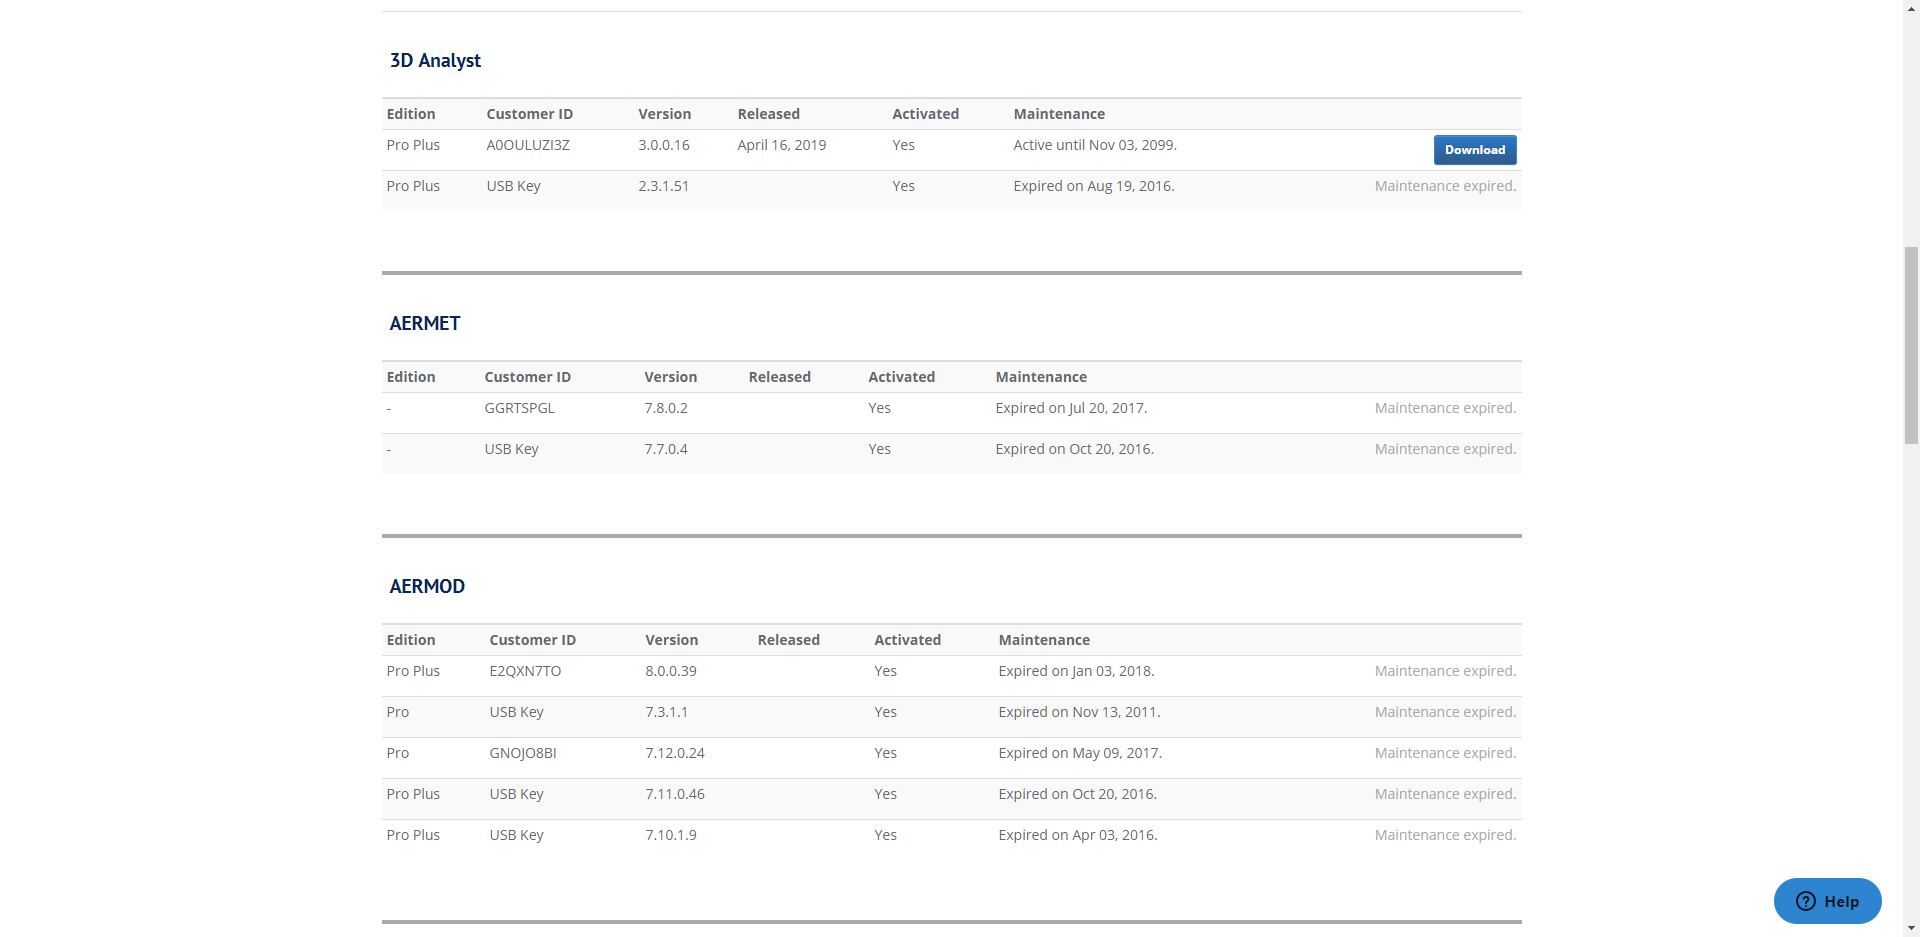 3D Analyst
Edition Customer ID Version Released Activated Maintenance
Pro Plus A0OULUZI3Z 3.0.0.16 April 16, 2019 Yes Active until Nov 03, 2099. Download
Pro Plus USB Key 2.3.1.51 Yes Expired on Aug 19, 2016. Maintenance expired.
AERMET
Edition Customer ID Version Released Activated Maintenance
- GGRTSPGL 7.8.0.2 Yes Expired on Jul 20, 2017. Maintenance expired.
- USB Key 7.7.0.4 Yes Expired on Oct 20, 2016. Maintenance expired.
AERMOD
Edition Customer ID Version Released Activated Maintenance
Pro Plus E2QXN7TO 8.0.0.39 Yes Expired on Jan 03, 2018. Maintenance expired.
Pro USB Key 7.3.1.1 Yes Expired on Nov 13, 2011. Maintenance expired.
Pro GNOJO8BI 7.12.0.24 Yes Expired on May 09, 2017. Maintenance expired.
Pro Plus USB Key 7.11.0.46 Yes Expired on Oct 20, 2016. Maintenance expired.
Pro Plus USB Key 7.10.1.9 Yes Expired on Apr 03, 2016. Maintenance expired.
? Help